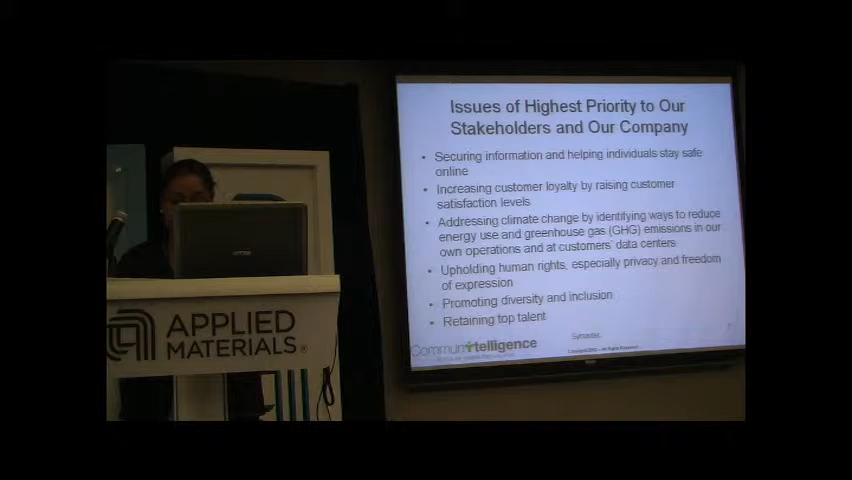 Issues of Highest Priority to Our
Stakeholders and Our Company
• Securing information and helping individuals stay safe
online
• Increasing customer loyalty by raising customer
satisfaction levels
• Addressing climate change by identifying ways to reduce
energy use and greenhouse gas (GHG) emissions in our
own operations and at customers' data centers
• Upholding human rights, especially privacy and freedom
of expression
• Promoting diversity and inclusion
• Retaining top talent
Symantec
Communitelligence
APPLIED
MATERIALS®